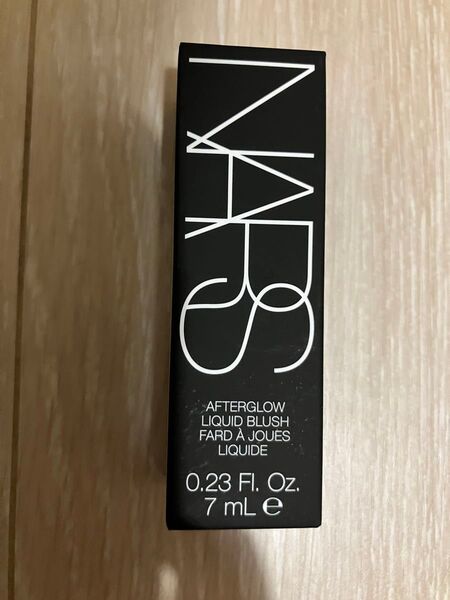 NARS
AFTERGLOW
LIQUID BLUSH
FARD À JOUES
LIQUIDE
0.23 Fl. Oz.
7 mL ℮